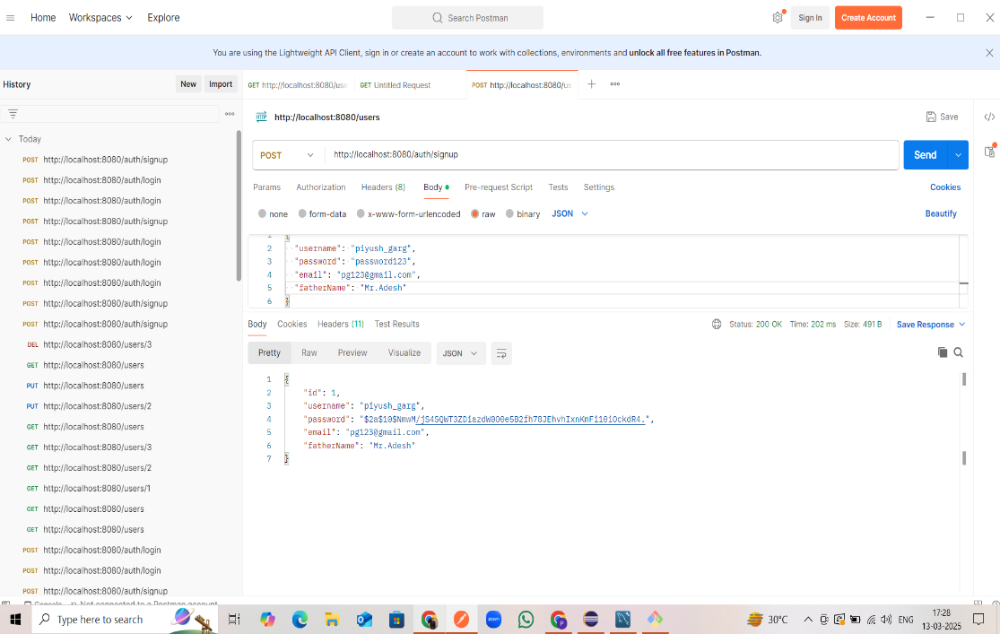 Home Workspaces Explore Search Postman Sign In Create Account
You are using the Lightweight API Client, sign in or create an account to work with collections, environments and unlock all free features in Postman.
History New Import GET http://localhost:8080/use GET Untitled Request POST http://localhost:8080/us
HTTP http://localhost:8080/users Save
Today
POST http://localhost:8080/auth/signup
POST http://localhost:8080/auth/login
POST http://localhost:8080/auth/login
POST http://localhost:8080/auth/signup
POST http://localhost:8080/auth/login
POST http://localhost:8080/auth/login
POST http://localhost:8080/auth/login
POST http://localhost:8080/auth/signup
POST http://localhost:8080/auth/signup
DEL http://localhost:8080/users/3
GET http://localhost:8080/users
PUT http://localhost:8080/users
PUT http://localhost:8080/users/2
GET http://localhost:8080/users
GET http://localhost:8080/users/3
GET http://localhost:8080/users/2
GET http://localhost:8080/users/1
GET http://localhost:8080/users
GET http://localhost:8080/users
POST http://localhost:8080/auth/login
POST http://localhost:8080/auth/login
POST http://localhost:8080/auth/signup
POST http://localhost:8080/auth/signup Send
Params Authorization Headers (8) Body Pre-request Script Tests Settings Cookies
none form-data x-www-form-urlencoded raw binary JSON Beautify
1 {
2 "username": "piyush_garg",
3 "password": "password123",
4 "email": "pg123@gmail.com",
5 "fatherName": "Mr.Adesh"
6 }
Body Cookies Headers (11) Test Results Status: 200 OK Time: 202 ms Size: 491 B Save Response
Pretty Raw Preview Visualize JSON
1 {
2 "id": 1,
3 "username": "piyush_garg",
4 "password":
5 "email": "pg123@gmail.com",
6 "fatherName": "Mr.Adesh"
7 }
Console Not connected to a Postman account
Type here to search zoom 30°C ENG 17:28
13-03-2025